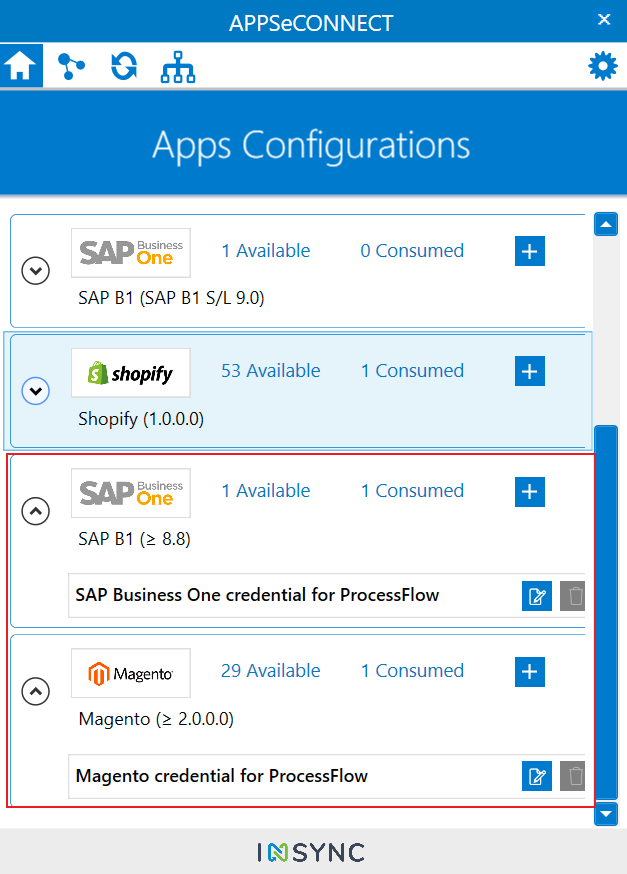 APPSeCONNECT
Apps Configurations
SAP Business One
1 Available
0 Consumed
SAP B1 (SAP B1 S/L 9.0)
shopify
53 Available
1 Consumed
Shopify (1.0.0.0)
SAP Business One
1 Available
1 Consumed
SAP B1 (≥ 8.8)
SAP Business One credential for ProcessFlow
Magento
29 Available
1 Consumed
Magento (≥ 2.0.0.0)
Magento credential for ProcessFlow
INSYNC